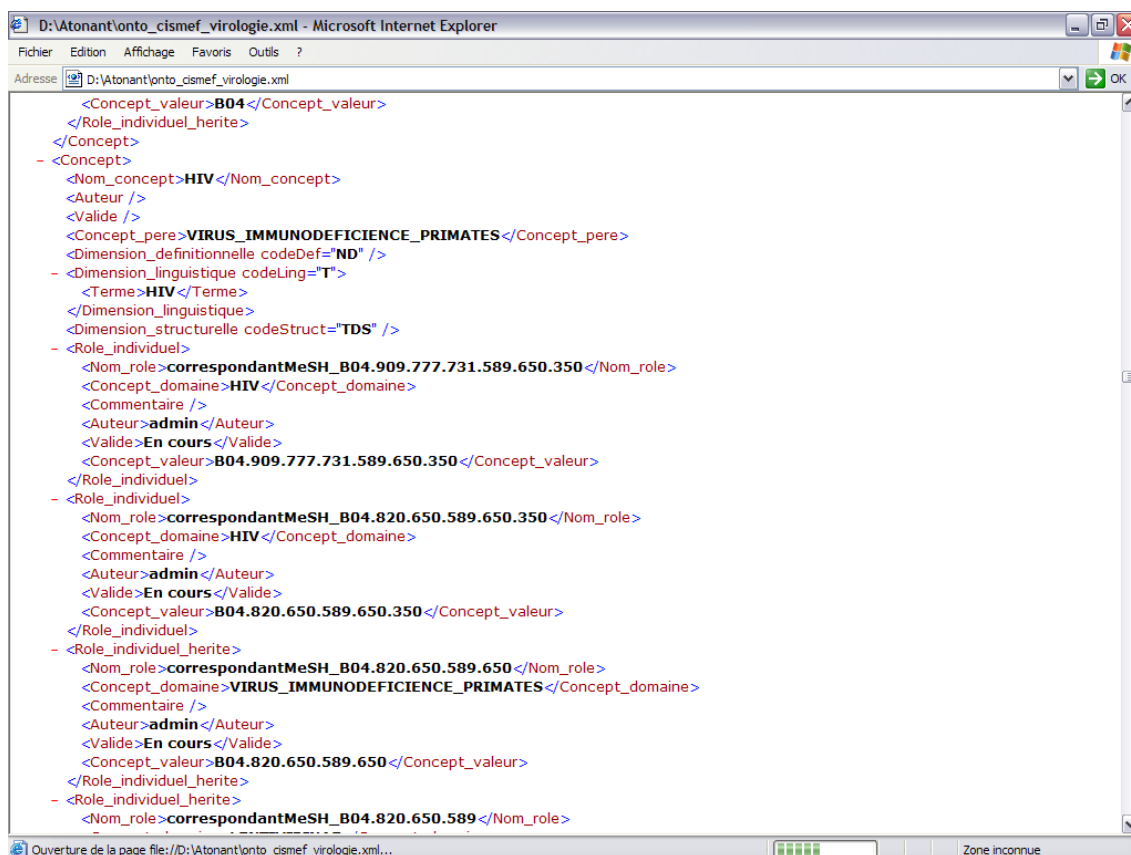 D:\Atonant\onto_cismef_virologie.xml - Microsoft Internet Explorer
Fichier Edition Affichage Favoris Outils ?
Adresse D:\Atonant\onto_cismef_virologie.xml OK
<Concept_valeur>B04</Concept_valeur>
</Role_individuel_herite>
</Concept>
- <Concept>
<Nom_concept>HIV</Nom_concept>
<Auteur />
<Valide />
<Concept_pere>VIRUS_IMMUNODEFICIENCE_PRIMATES</Concept_pere>
<Dimension_definitionnelle codeDef="ND" />
- <Dimension_linguistique codeLing="T">
<Terme>HIV</Terme>
</Dimension_linguistique>
<Dimension_structurelle codeStruct="TDS" />
- <Role_individuel>
<Nom_role>correspondantMeSH_B04.909.777.731.589.650.350</Nom_role>
<Concept_domaine>HIV</Concept_domaine>
<Commentaire />
<Auteur>admin</Auteur>
<Valide>En cours</Valide>
<Concept_valeur>B04.909.777.731.589.650.350</Concept_valeur>
</Role_individuel>
- <Role_individuel>
<Nom_role>correspondantMeSH_B04.820.650.589.650.350</Nom_role>
<Concept_domaine>HIV</Concept_domaine>
<Commentaire />
<Auteur>admin</Auteur>
<Valide>En cours</Valide>
<Concept_valeur>B04.820.650.589.650.350</Concept_valeur>
</Role_individuel>
- <Role_individuel_herite>
<Nom_role>correspondantMeSH_B04.820.650.589.650</Nom_role>
<Concept_domaine>VIRUS_IMMUNODEFICIENCE_PRIMATES</Concept_domaine>
<Commentaire />
<Auteur>admin</Auteur>
<Valide>En cours</Valide>
<Concept_valeur>B04.820.650.589.650</Concept_valeur>
</Role_individuel_herite>
- <Role_individuel_herite>
<Nom_role>correspondantMeSH_B04.820.650.589</Nom_role>
Ouverture de la page file://D:\Atonant\onto_cismef_virologie.xml... Zone inconnue